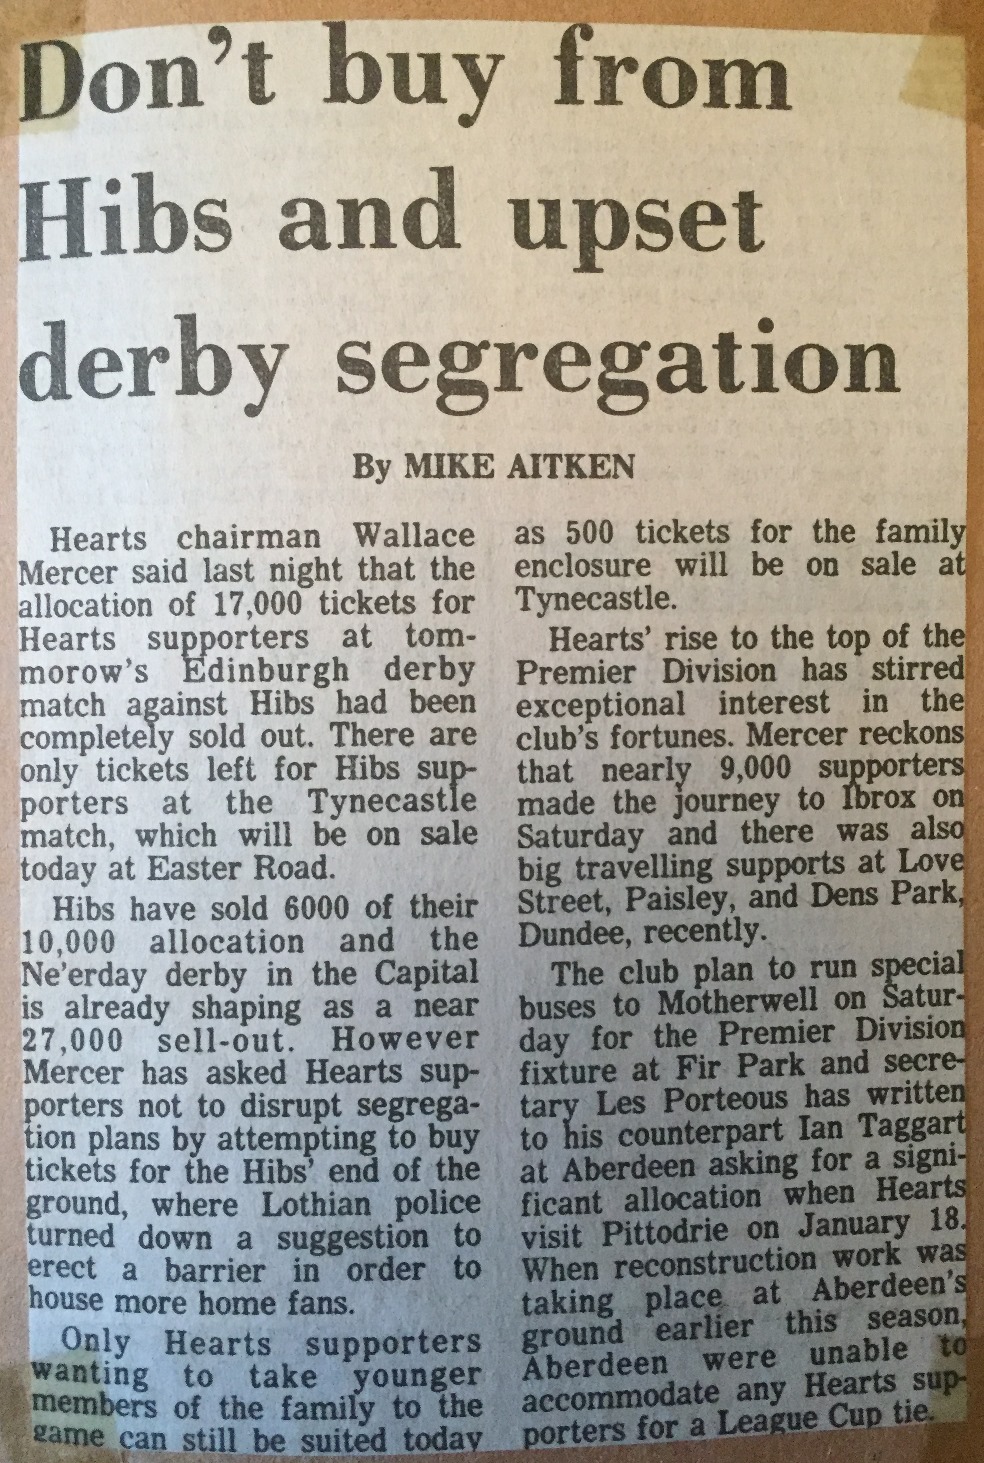 Don't buy from
Hibs and upset
derby segregation
By MIKE AITKEN
Hearts chairman Wallace
Mercer said last night that the
allocation of 17,000 tickets for
Hearts supporters at tom-
morow's Edinburgh derby
match against Hibs had been
completely sold out. There are
only tickets left for Hibs sup-
porters at the Tynecastle
match, which will be on sale
today at Easter Road.
Hibs have sold 6000 of their
10,000 allocation and the
Ne'erday derby in the Capital
is already shaping as a near
27,000 sell-out. However
Mercer has asked Hearts sup-
porters not to disrupt segrega-
tion plans by attempting to buy
tickets for the Hibs' end of the
ground, where Lothian police
turned down a suggestion to
erect a barrier in order to
house more home fans.
Only Hearts supporters
wanting to take younger
members of the family to the
game can still be suited today
as 500 tickets for the family
enclosure will be on sale at
Tynecastle.
Hearts' rise to the top of the
Premier Division has stirred
exceptional interest in the
club's fortunes. Mercer reckons
that nearly 9,000 supporters
made the journey to Ibrox on
Saturday and there was also
big travelling supports at Love
Street, Paisley, and Dens Park,
Dundee, recently.
The club plan to run special
buses to Motherwell on Satur-
day for the Premier Division
fixture at Fir Park and secre-
tary Les Porteous has written
to his counterpart Ian Taggart
at Aberdeen asking for a signi-
ficant allocation when Hearts
visit Pittodrie on January 18.
When reconstruction work was
taking place at Aberdeen's
ground earlier this season,
Aberdeen were unable to
accommodate any Hearts sup-
porters for a League Cup tie.